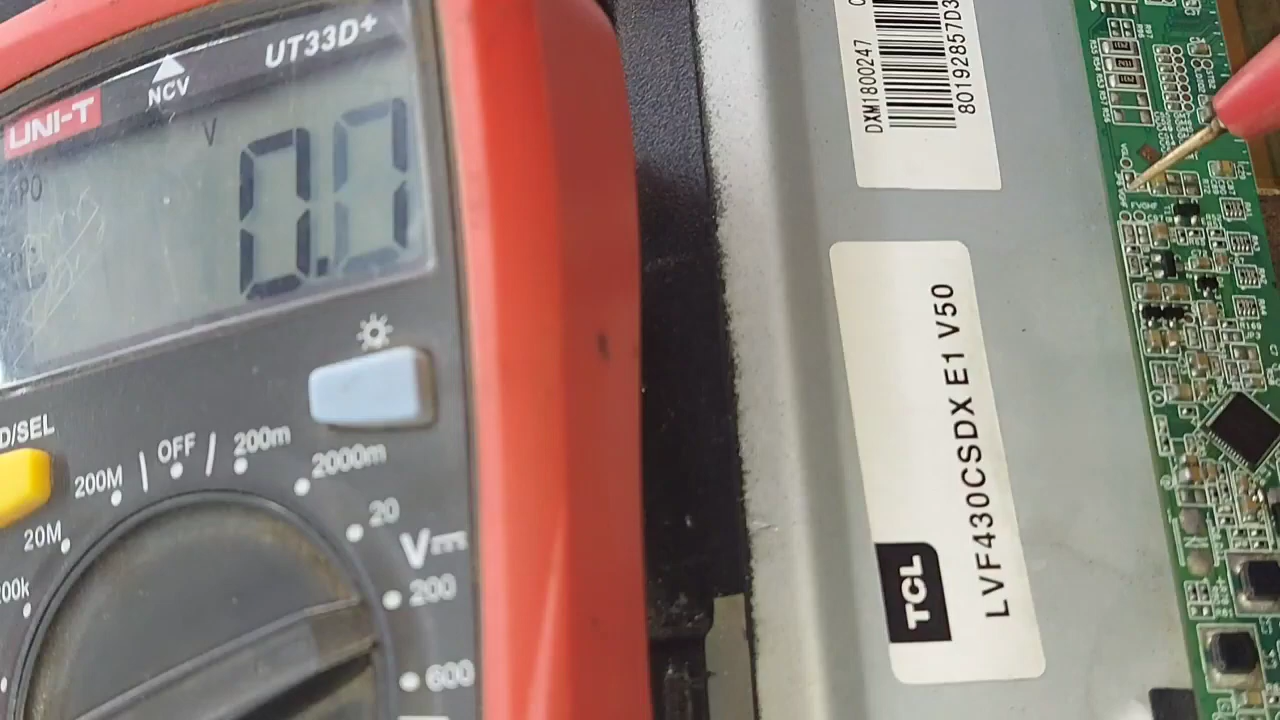 UT33D+
NCV
UNI-T
V
0.0
D/SEL
OFF
200m
2000m
200M
20
20M
V
200
00k
600
DXM1800247
80192857D3
TCL
LVF430CSDX E1 V50